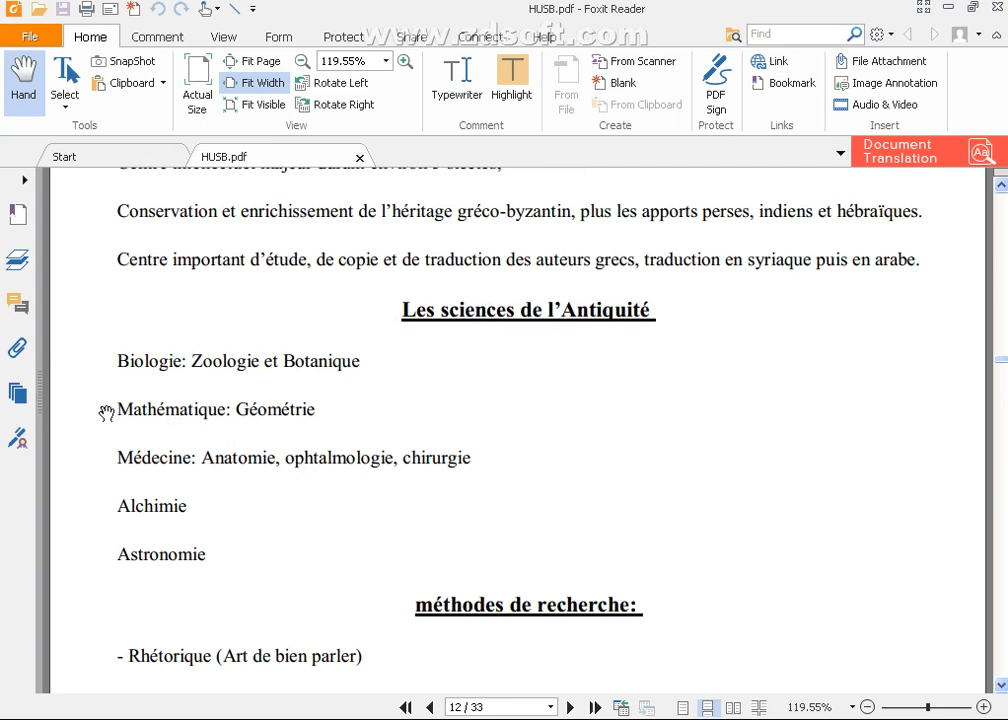 HUSB.pdf - Foxit Reader
File Home Comment View Form Protect Share Connect Help Find
SnapShot Fit Page 119.55% From Scanner Link File Attachment
Clipboard Fit Width Rotate Left Blank Bookmark Image Annotation
Hand Select Actual Size Fit Visible Rotate Right Typewriter Highlight From File From Clipboard PDF Sign Audio & Video
Tools View Comment Create Protect Links Insert
Start HUSB.pdf Document Translation
Conservation et enrichissement de l’héritage gréco-byzantin, plus les apports perses, indiens et hébraïques.
Centre important d’étude, de copie et de traduction des auteurs grecs, traduction en syriaque puis en arabe.
Les sciences de l’Antiquité
Biologie: Zoologie et Botanique
Mathématique: Géométrie
Médecine: Anatomie, ophtalmologie, chirurgie
Alchimie
Astronomie
méthodes de recherche:
- Rhétorique (Art de bien parler)
12 / 33 119.55%